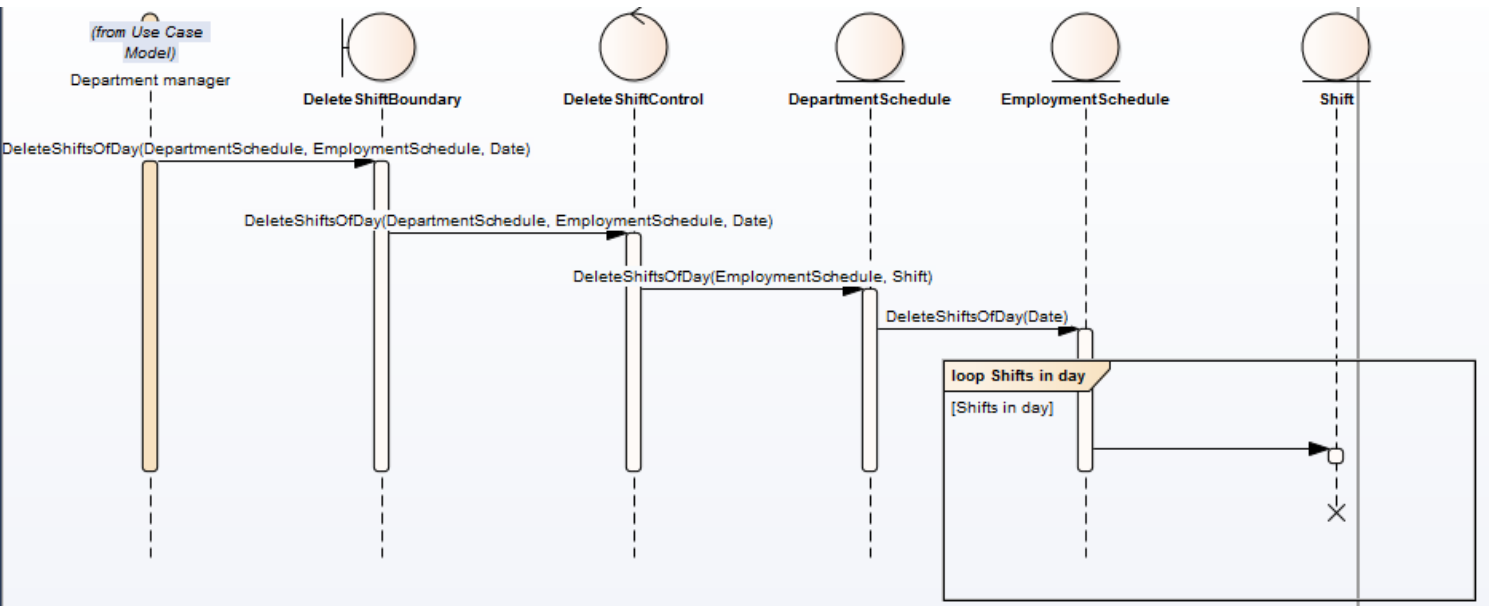 (from Use Case
Model)
Department manager
DeleteShiftBoundary
DeleteShiftControl
DepartmentSchedule
EmploymentSchedule
Shift
DeleteShiftsOfDay(DepartmentSchedule, EmploymentSchedule, Date)
DeleteShiftsOfDay(DepartmentSchedule, EmploymentSchedule, Date)
DeleteShiftsOfDay(EmploymentSchedule, Shift)
DeleteShiftsOfDay(Date)
loop Shifts in day
[Shifts in day]